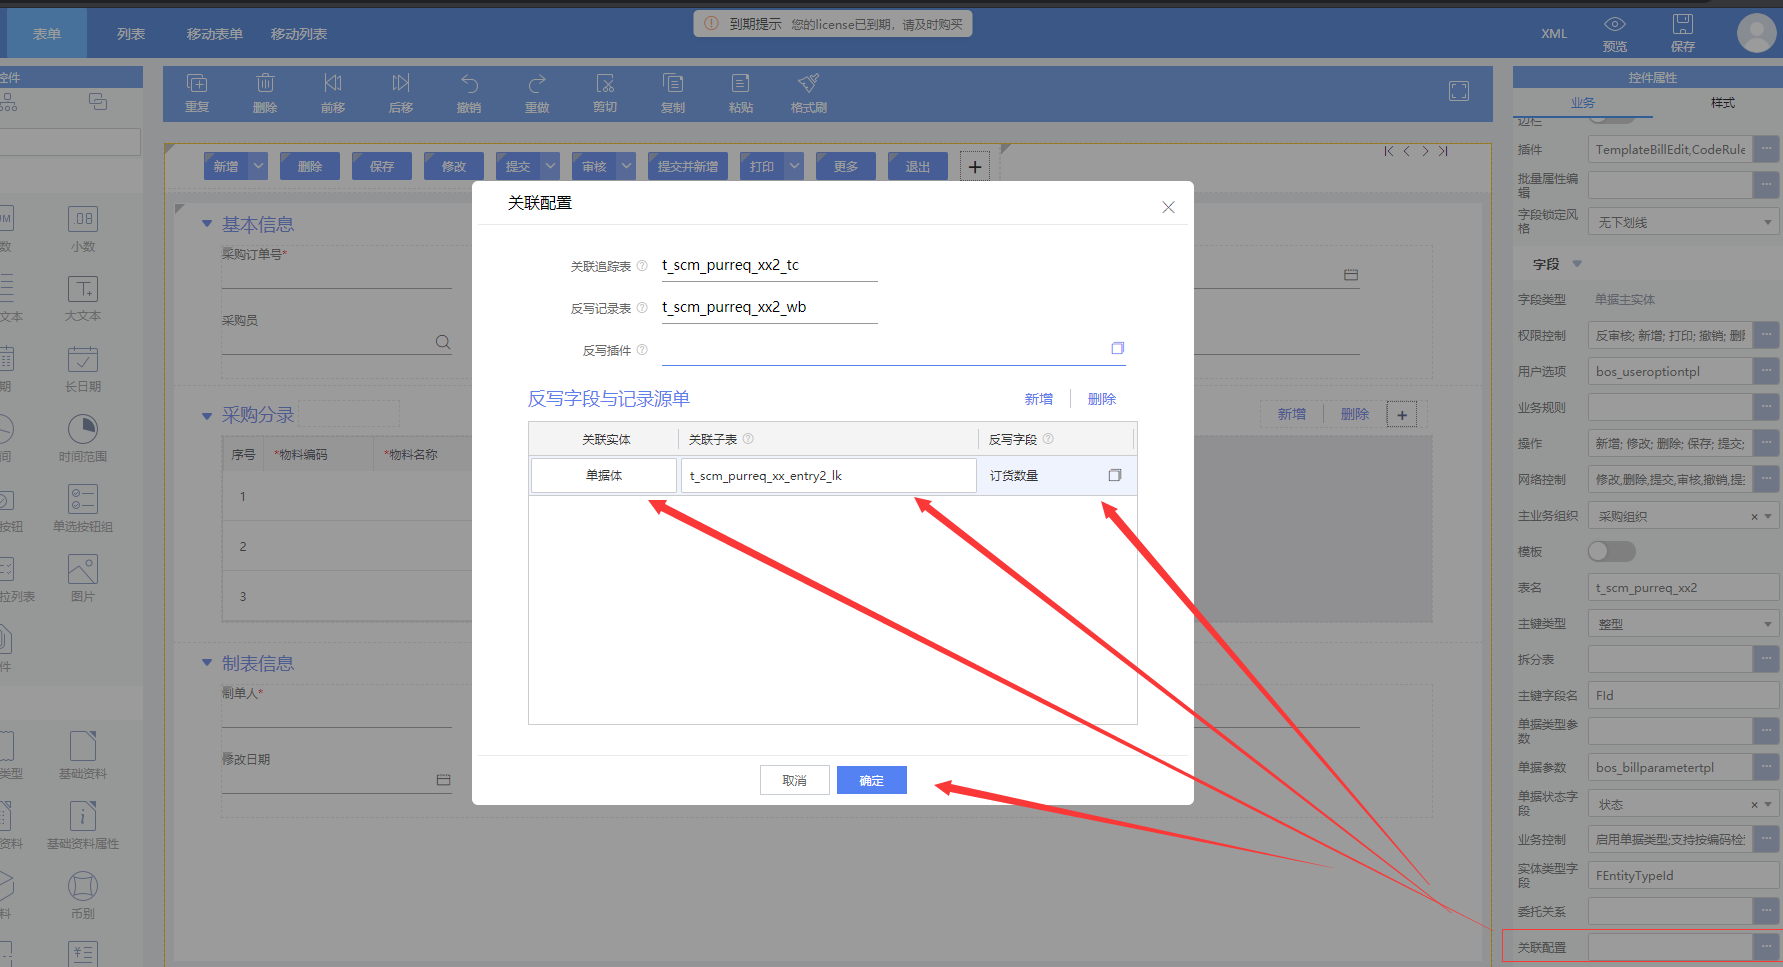 表单
列表
移动表单
移动列表
到期提示 您的license已到期，请及时购买
XML
预览
保存
控件
重复
删除
前移
后移
撤销
重做
剪切
复制
粘贴
格式刷
控件属性
业务
样式
边栏
新增
删除
保存
修改
提交
审核
提交并新增
打印
更多
退出
插件
TemplateBillEdit,CodeRule
批量属性编辑
字段锁定风格
无下划线
数
小数
文本
大文本
期
长日期
间
时间范围
按钮
单选按钮组
拉列表
图片
件
类型
基础资料
资料
基础资料属性
料
币别
基本信息
采购订单号*
采购员
采购分录
新增
删除
序号
*物料编码
*物料名称
1
2
3
制表信息
制单人*
修改日期
关联配置
关联追踪表
t_scm_purreq_xx2_tc
反写记录表
t_scm_purreq_xx2_wb
反写插件
反写字段与记录源单
新增
删除
关联实体
关联子表
反写字段
单据体
t_scm_purreq_xx_entry2_lk
订货数量
取消
确定
字段
字段类型
单据主实体
权限控制
反审核; 新增; 打印; 撤销;
用户选项
bos_useroptiontpl
业务规则
操作
新增; 修改; 删除; 保存; 提交;
网络控制
修改,删除,提交,审核,撤销,提
主业务组织
采购组织
模板
表名
t_scm_purreq_xx2
主键类型
整型
拆分表
主键字段名
FId
单据类型参数
单据参数
bos_billparametertpl
单据状态字段
状态
业务控制
启用单据类型;支持按编码检
实体类型字段
FEntityTypeId
委托关系
关联配置